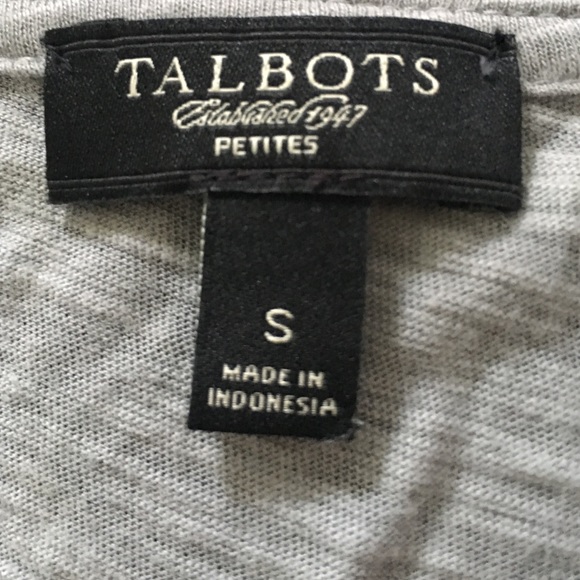 TALBOTS
Established 1947
PETITES
S
MADE IN
INDONESIA